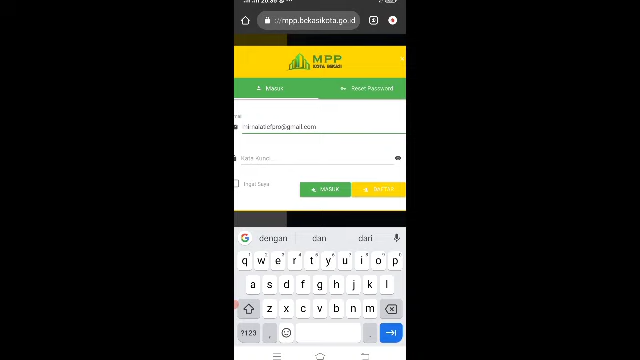 ://mpp.bekasikota.go.id
MPP
KOTA BEKASI
Masuk
Reset Password
Kata Kunci
Ingat Saya
MASUK
DAFTAR
dengan dan dari
q w e r t y u i o p
a s d f g h j k l
z x c v b n m
?123 , .